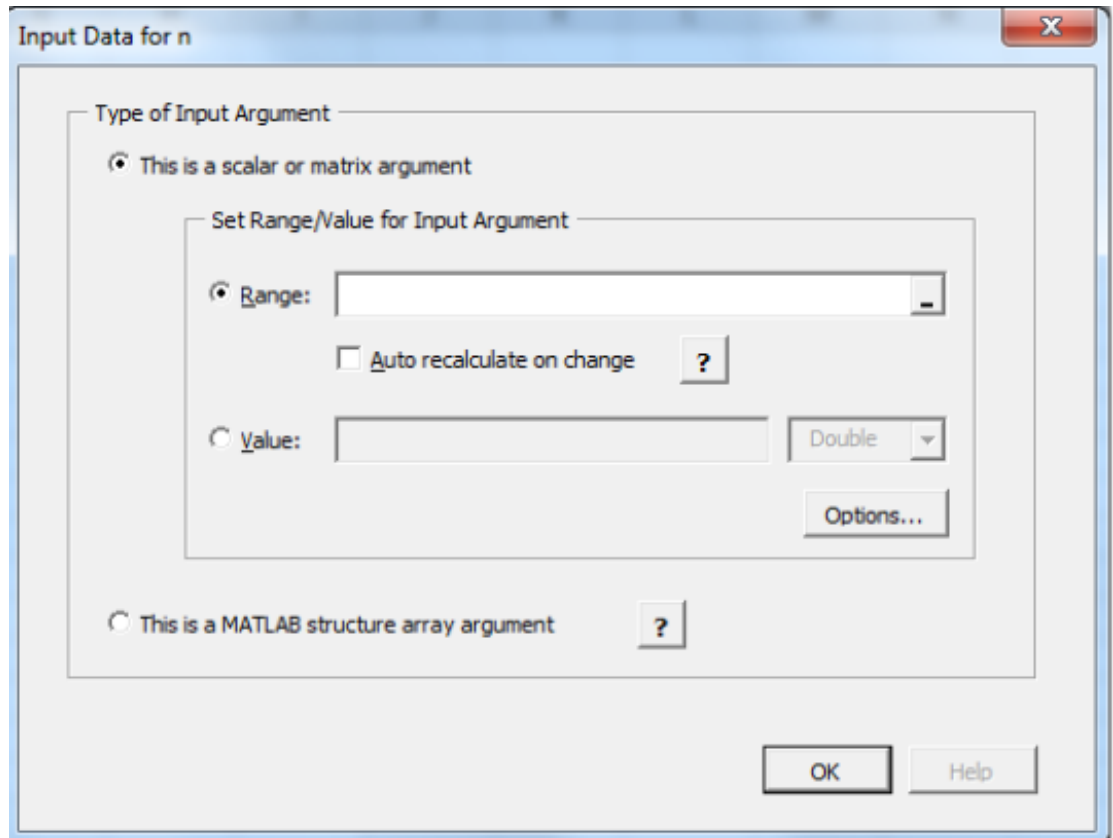 Input Data for n
Type of Input Argument
This is a scalar or matrix argument
Set Range/Value for Input Argument
Range:
Auto recalculate on change ?
Value: Double
Options...
This is a MATLAB structure array argument ?
OK Help